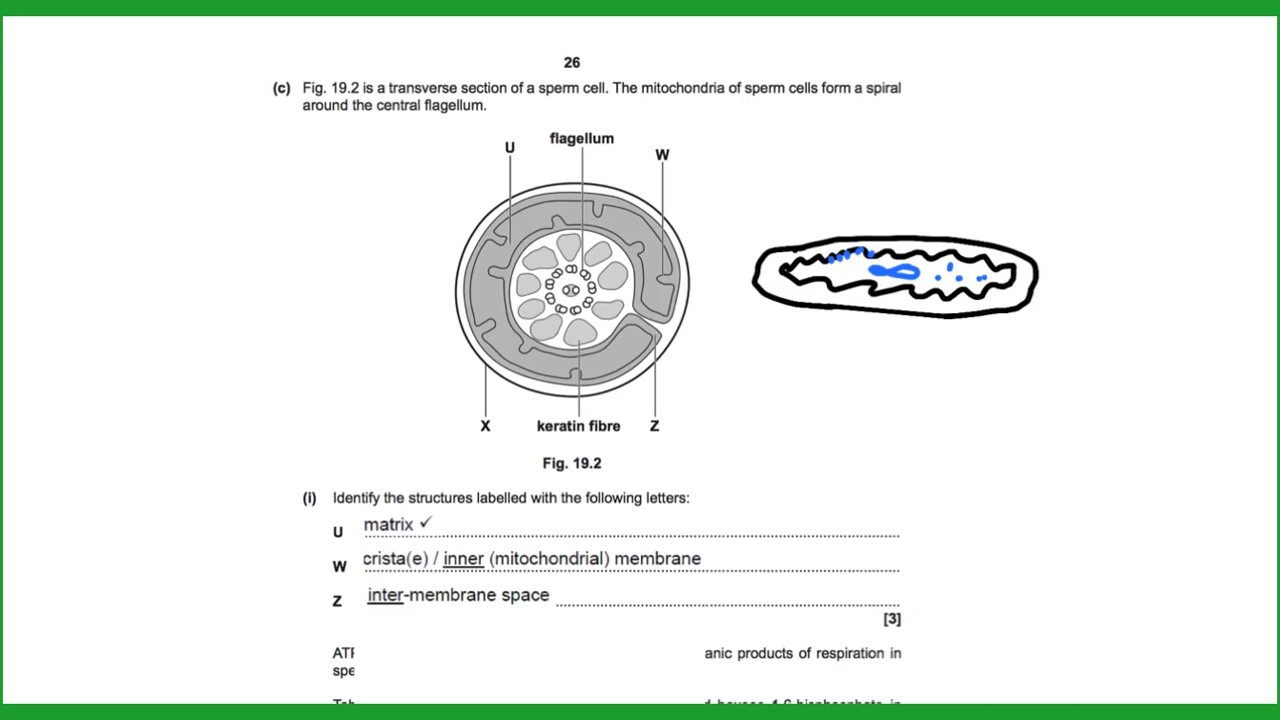 26
(c) Fig. 19.2 is a transverse section of a sperm cell. The mitochondria of sperm cells form a spiral
around the central flagellum.
flagellum
U
W
X
keratin fibre
Z
Fig. 19.2
(i) Identify the structures labelled with the following letters:
U matrix ✓
W crista(e) / inner (mitochondrial) membrane
Z inter-membrane space
[3]
anic products of respiration in
spe